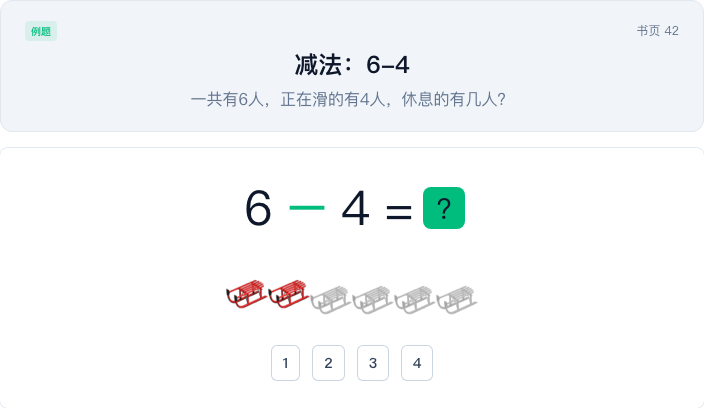 例题
书页 42
减法：6-4
一共有6人，正在滑的有4人，休息的有几人？
6 − 4 = ?
1 2 3 4